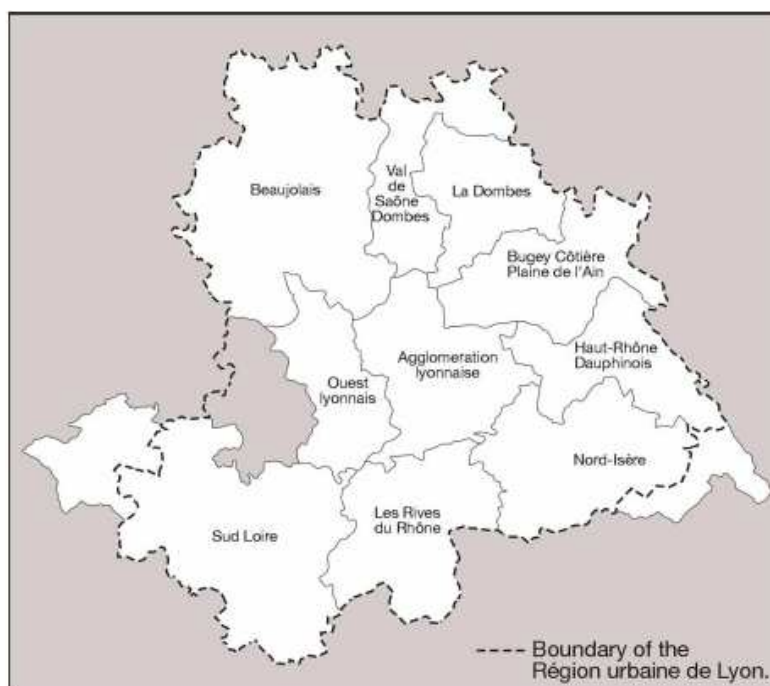 Beaujolais
Val
de
Saône
Dombes
La Dombes
Bugey Côtière
Plaine de l'Ain
Haut-Rhône
Dauphinois
Agglomeration
lyonnaise
Ouest
lyonnais
Nord-Isère
Les Rives
du Rhône
Sud Loire
Boundary of the
Région urbaine de Lyon.